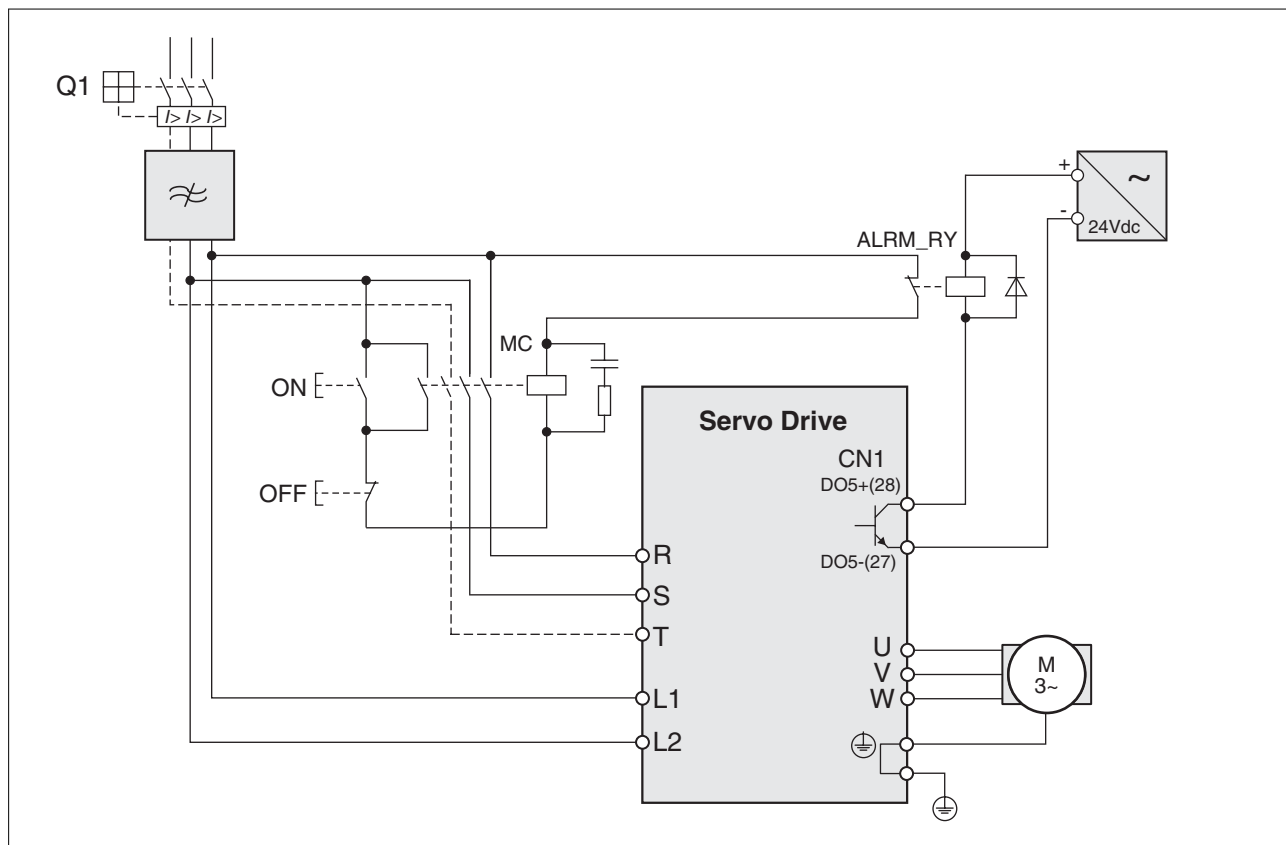 Q1
I> I> I>
+
~
-
24Vdc
ALRM_RY
MC
ON
OFF
Servo Drive
CN1
DO5+(28)
DO5-(27)
R
S
T
L1
L2
U
V
W
M
3~